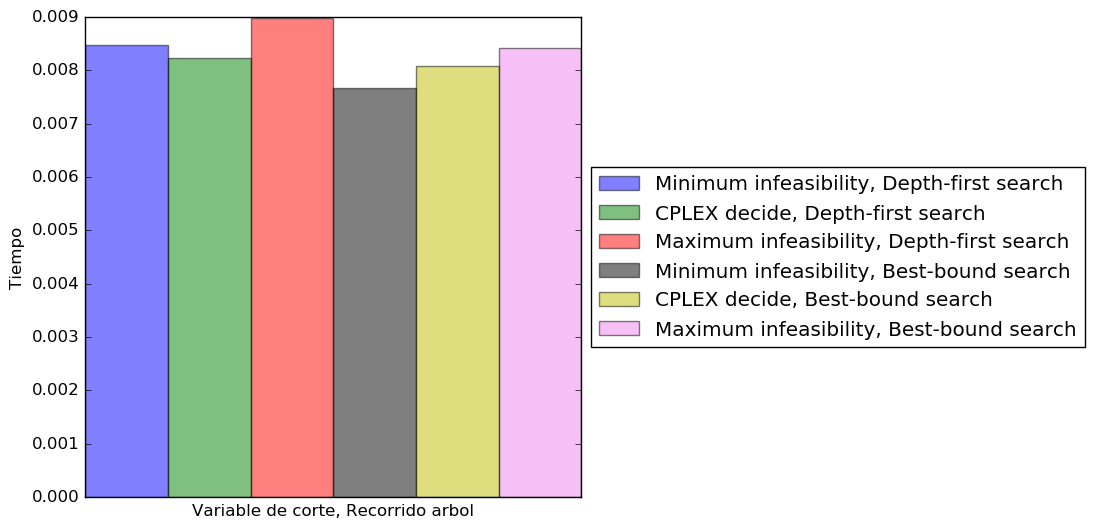 0.009
0.008
0.007
0.006
0.005
0.004
0.003
0.002
0.001
0.000
Tiempo
Variable de corte, Recorrido arbol
Minimum infeasibility, Depth-first search
CPLEX decide, Depth-first search
Maximum infeasibility, Depth-first search
Minimum infeasibility, Best-bound search
CPLEX decide, Best-bound search
Maximum infeasibility, Best-bound search